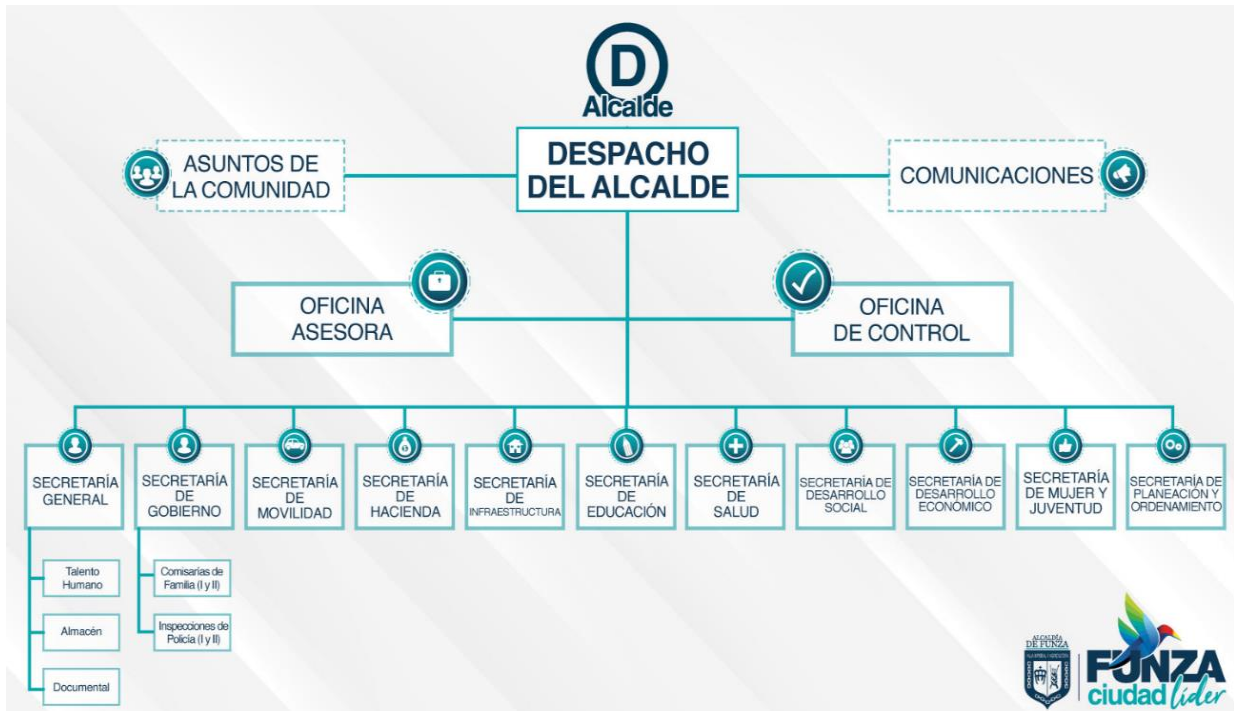 D
Alcalde
DESPACHO
DEL ALCALDE
ASUNTOS DE
LA COMUNIDAD
COMUNICACIONES
OFICINA
ASESORA
OFICINA
DE CONTROL
SECRETARÍA
GENERAL
SECRETARÍA
DE
GOBIERNO
SECRETARÍA
DE
MOVILIDAD
SECRETARÍA
DE
HACIENDA
SECRETARÍA
DE
INFRAESTRUCTURA
SECRETARÍA
DE
EDUCACIÓN
SECRETARÍA
DE
SALUD
SECRETARÍA DE
DESARROLLO
SOCIAL
SECRETARÍA DE
DESARROLLO
ECONÓMICO
SECRETARÍA
DE MUJER Y
JUVENTUD
SECRETARÍA DE
PLANEACIÓN Y
ORDENAMIENTO
Talento
Humano
Almacén
Documental
Comisarías de
Familia (I y II)
Inspecciones de
Policía (I y II)
ALCALDÍA
DE FUNZA
FUNZA
ciudad líder